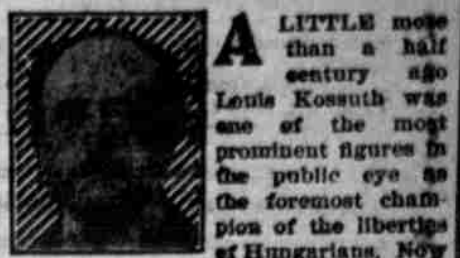 A LITTLE more
than a half
century ago
Louis Kossuth was
one of the most
prominent figures in
the public eye as
the foremost cham-
pion of the liberties
of Hungarians. Now